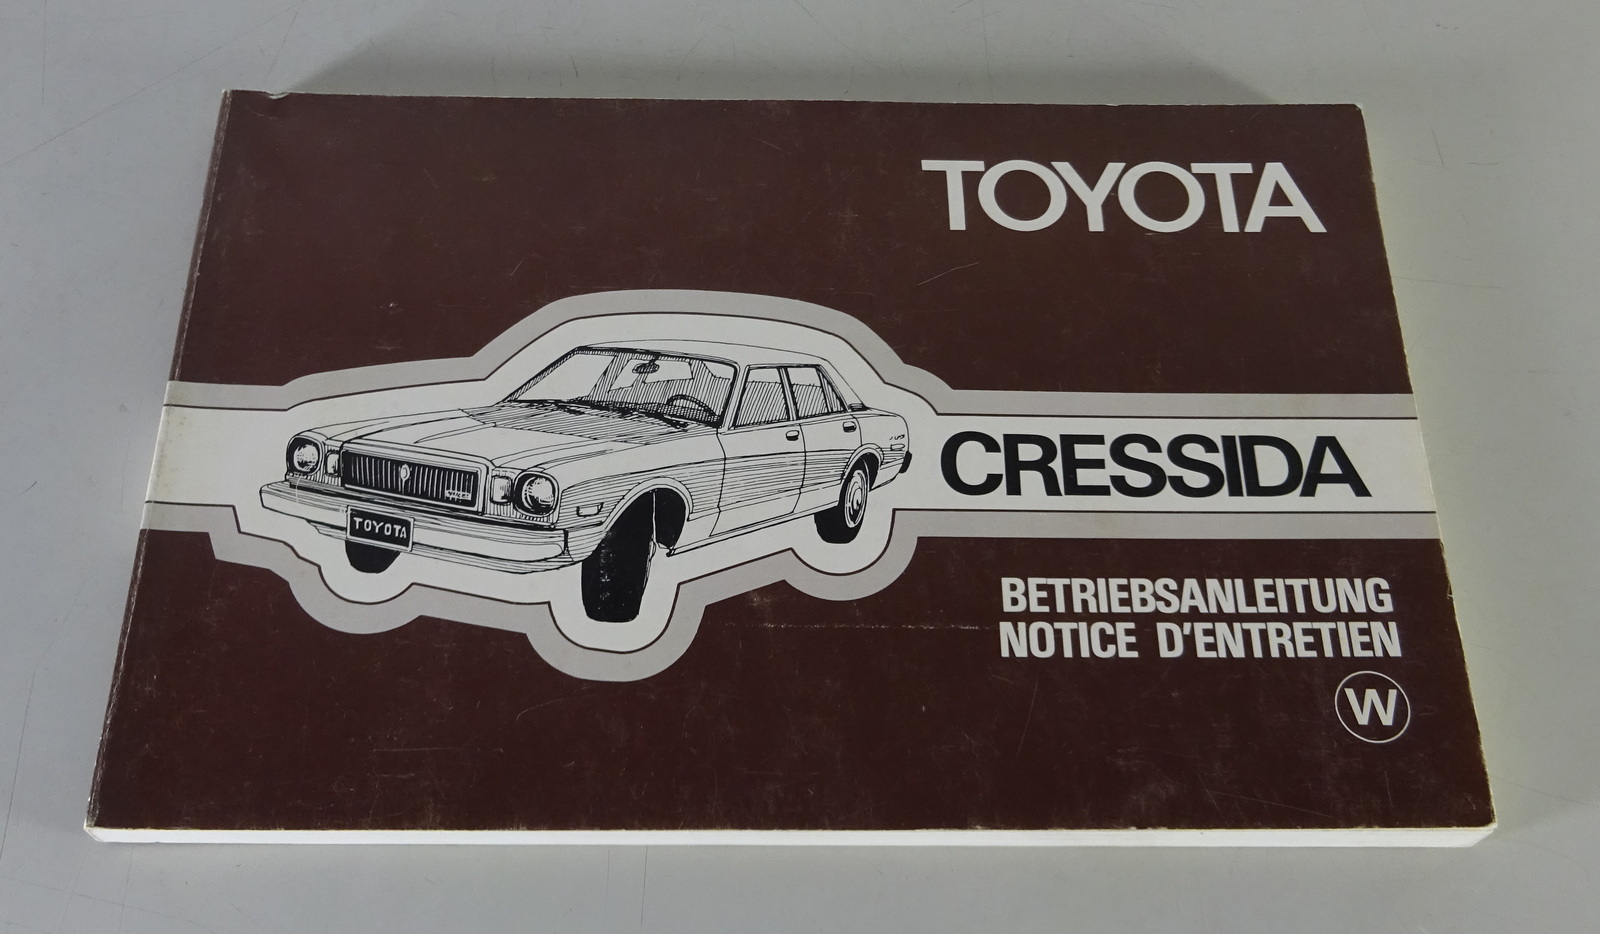 TOYOTA
CRESSIDA
TOYOTA
BETRIEBSANLEITUNG
NOTICE D'ENTRETIEN
W